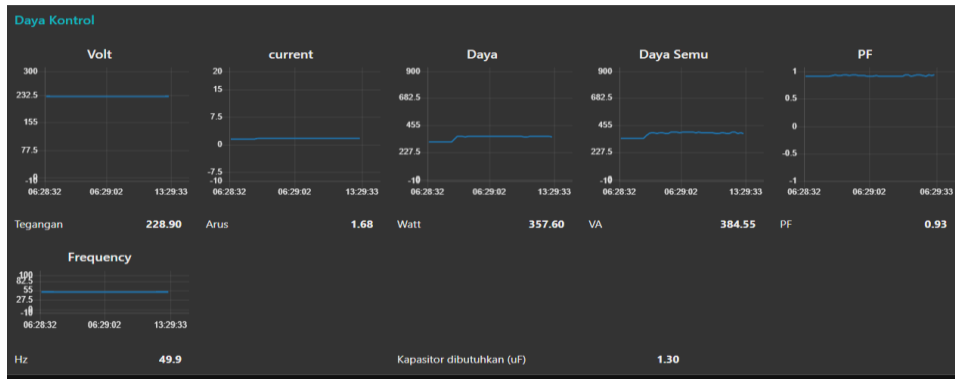 Daya Kontrol
Volt current Daya Daya Semu PF
300 20 900 900 1
232.5 15 682.5 682.5 0.5
155 7.5 455 455 0
77.5 0 227.5 227.5 -0.5
-7.5
-10 -10 -10 -10 -1
06:28:32 06:29:02 13:29:33 06:28:32 06:29:02 13:29:33 06:28:32 06:29:02 13:29:33 06:28:32 06:29:02 13:29:33 06:28:32 06:29:02 06:29:33
Tegangan 228.90 Arus 1.68 Watt 357.60 VA 384.55 PF 0.93
Frequency
100
82.5
55
27.5
-10
06:28:32 06:29:02 13:29:33
Hz 49.9 Kapasitor dibutuhkan (uF) 1.30